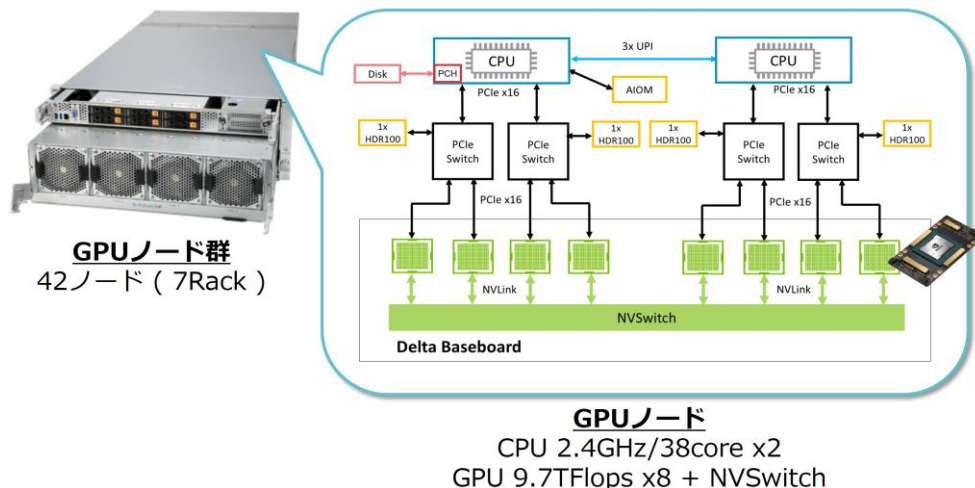 CPU
3x UPI
CPU
Disk
PCH
AIOM
PCIe x16
PCIe x16
1x
HDR100
PCIe
Switch
PCIe
Switch
1x
HDR100
1x
HDR100
PCIe
Switch
PCIe
Switch
1x
HDR100
PCIe x16
PCIe x16
NVLink
NVLink
NVSwitch
Delta Baseboard
GPUノード群
42ノード ( 7Rack )
GPUノード
CPU 2.4GHz/38core x2
GPU 9.7TFlops x8 + NVSwitch